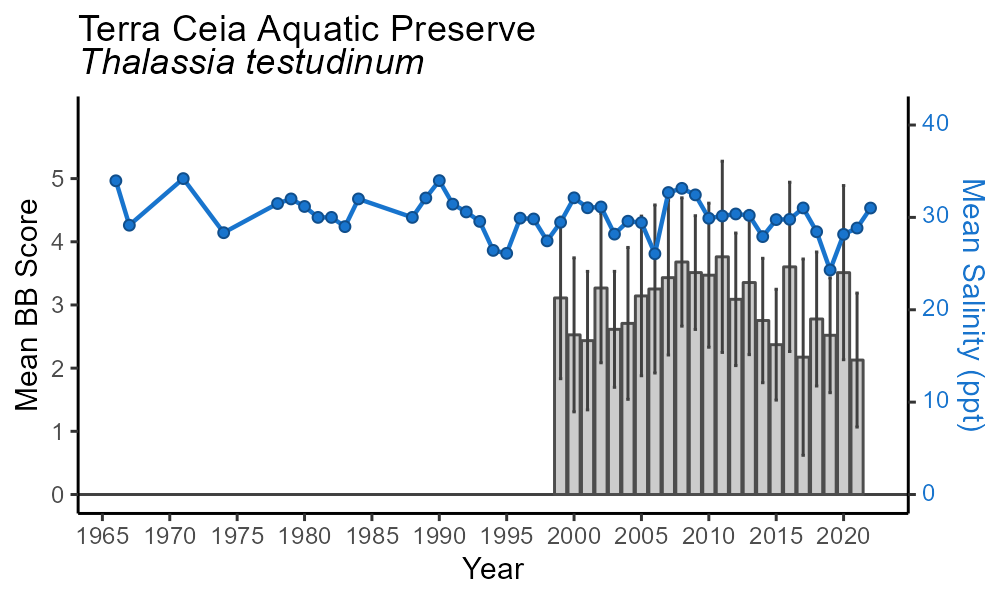 Terra Ceia Aquatic Preserve
Thalassia testudinum
Mean BB Score
5
4
3
2
1
0
40
30
20
10
0
Mean Salinity (ppt)
1965 1970 1975 1980 1985 1990 1995 2000 2005 2010 2015 2020
Year